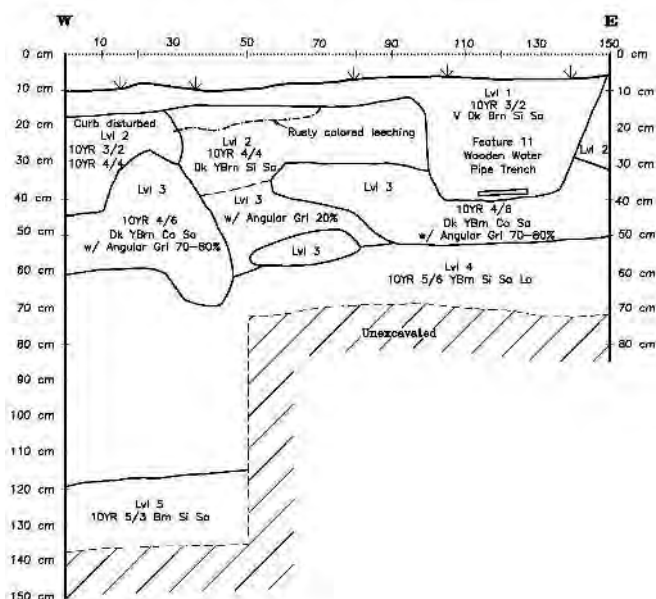 W E
10 30 50 70 90 110 130 150
0 cm 0 cm
10 cm 10 cm
20 cm 20 cm
30 cm 30 cm
40 cm 40 cm
50 cm 50 cm
60 cm 60 cm
70 cm 70 cm
80 cm 80 cm
90 cm
100 cm
110 cm
120 cm
130 cm
140 cm
150 cm
Curb disturbed
Lvl 2
10YR 3/2
10YR 4/4
Lvl 2
10YR 4/4
Dk YBrn Si Sa
Rusty colored leeching
Lvl 1
10YR 3/2
V Dk Brn Si Sa
Feature 11
Wooden Water
Pipe Trench
Lvl 2
Lvl 3
10YR 4/6
Dk YBrn Co Sa
w/ Angular Grl 70-80%
Lvl 3
w/ Angular Grl 20%
Lvl 3
Lvl 3
10YR 4/6
Dk YBrn Co Sa
w/ Angular Grl 70-80%
Lvl 4
10YR 5/6 YBrn Si Sa Lo
Unexcavated
Lvl 5
10YR 5/3 Brn Si Sa